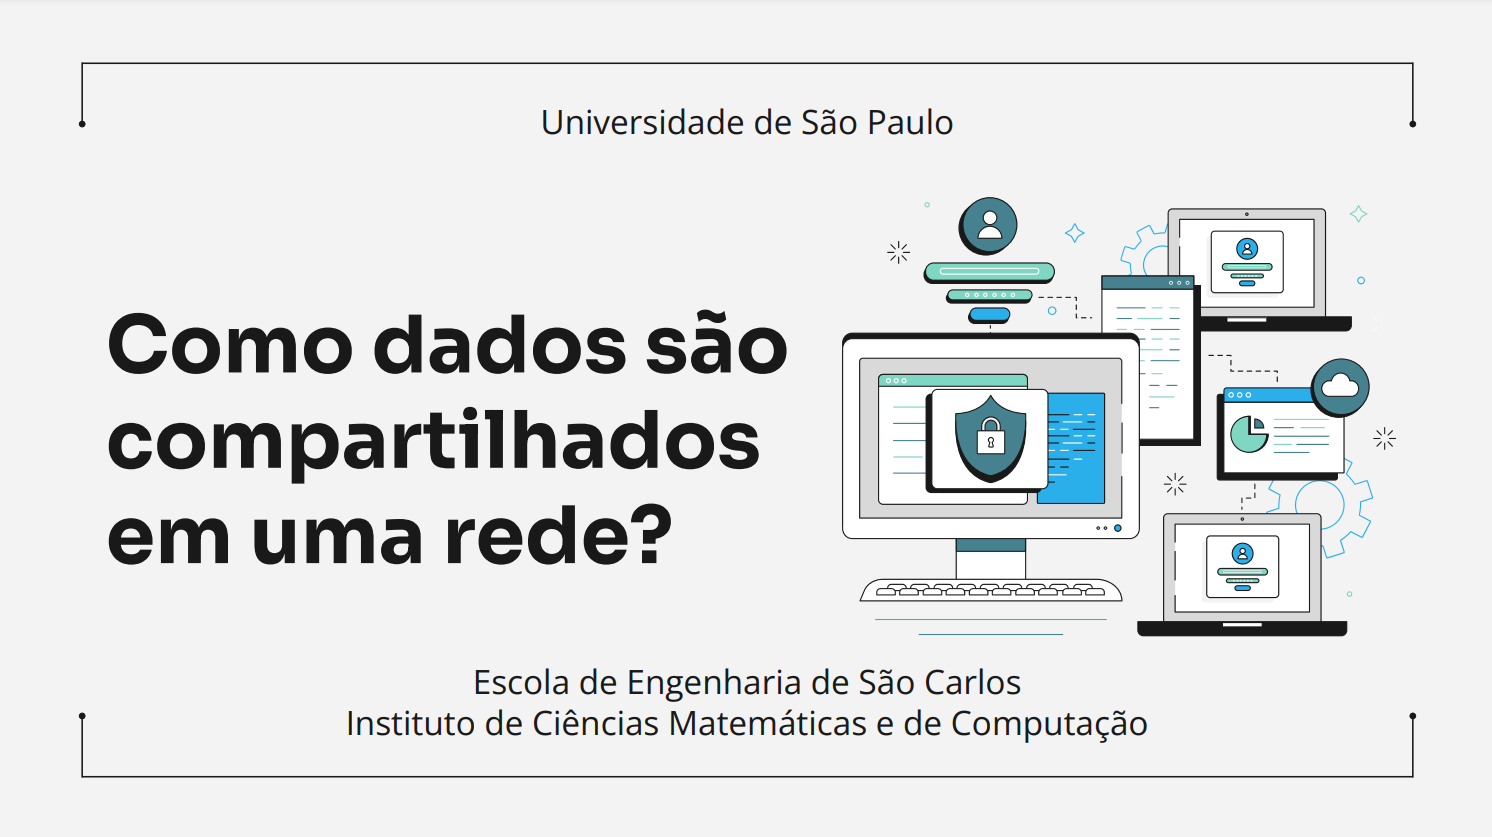 Universidade de São Paulo
Como dados são
compartilhados
em uma rede?
Escola de Engenharia de São Carlos
Instituto de Ciências Matemáticas e de Computação